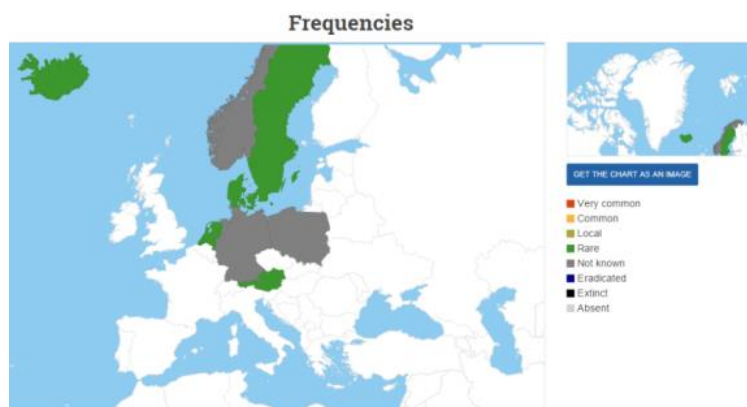 Frequencies
GET THE CHART AS AN IMAGE
Very common
Common
Local
Rare
Not known
Eradicated
Extinct
Absent